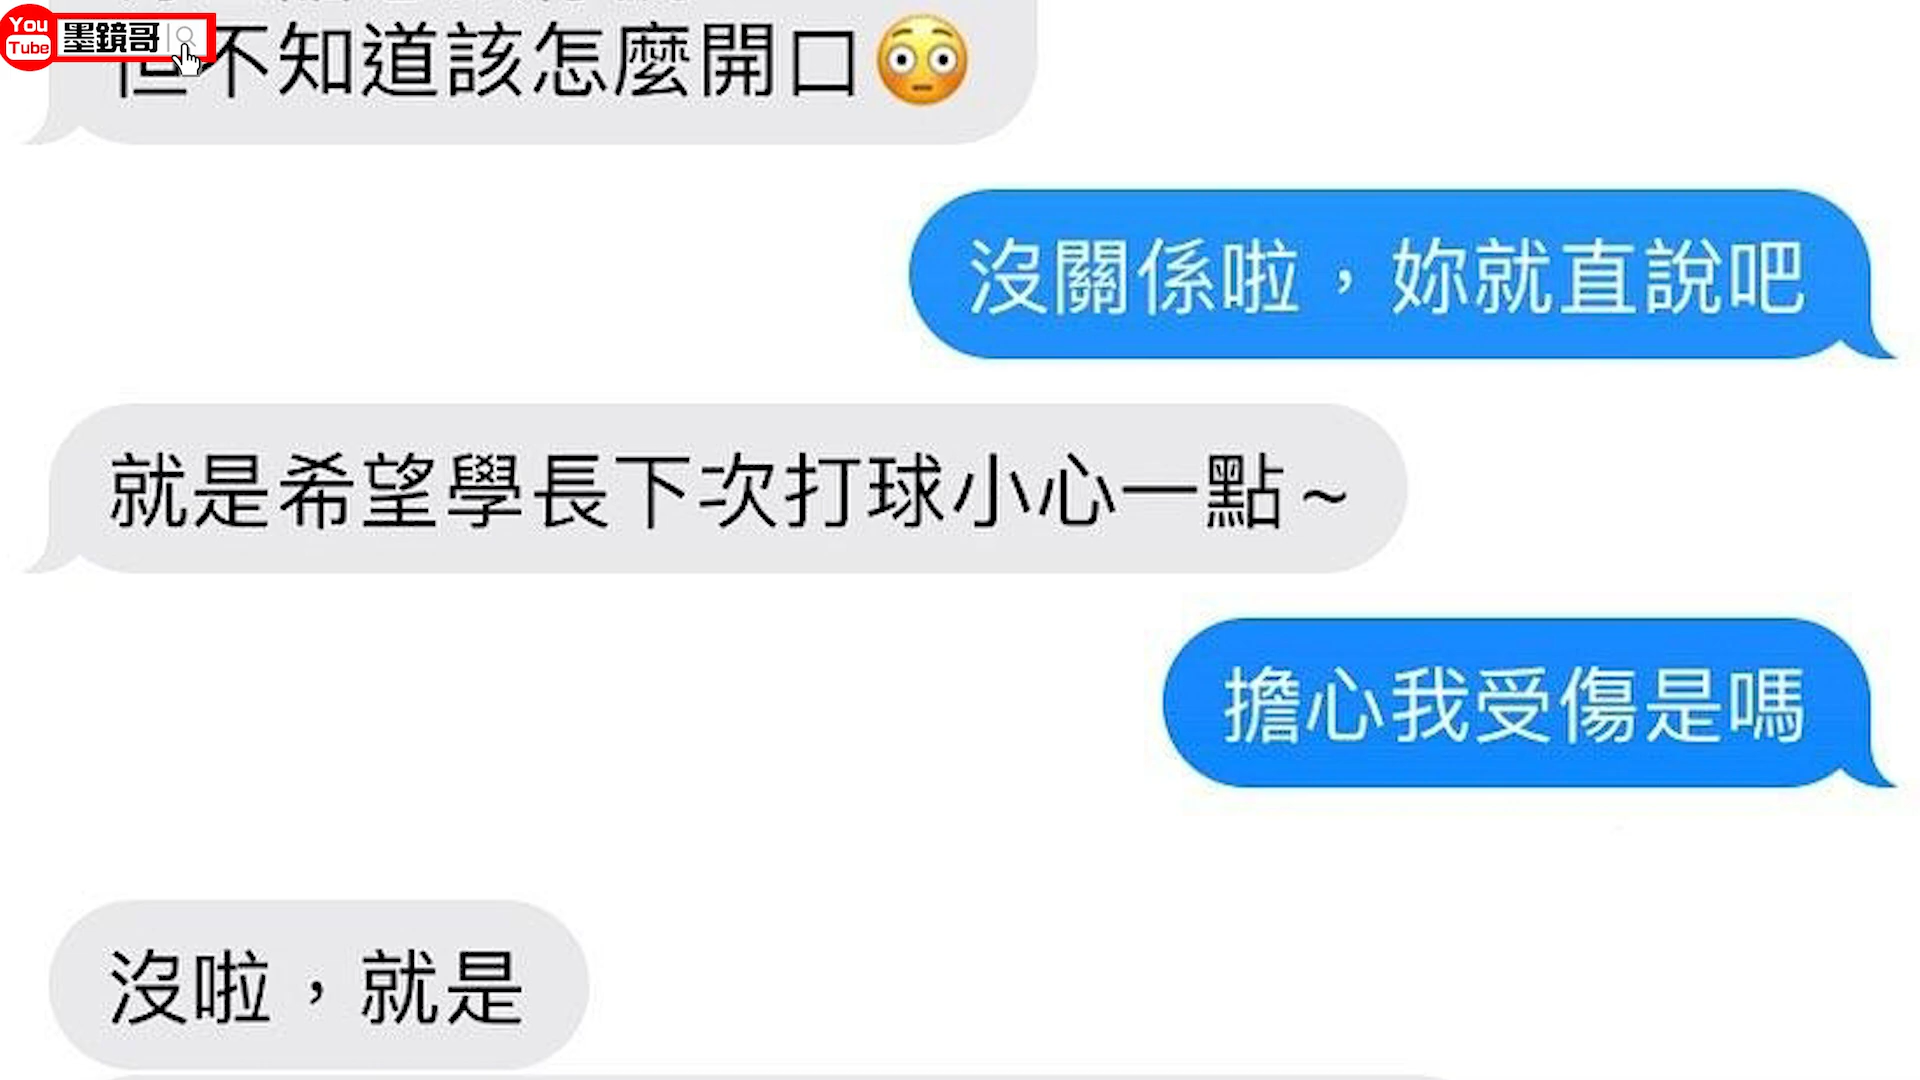 You
Tube
墨鏡哥
但不知道該怎麼開口😳
沒關係啦，妳就直說吧
就是希望學長下次打球小心一點~
擔心我受傷是嗎
沒啦，就是